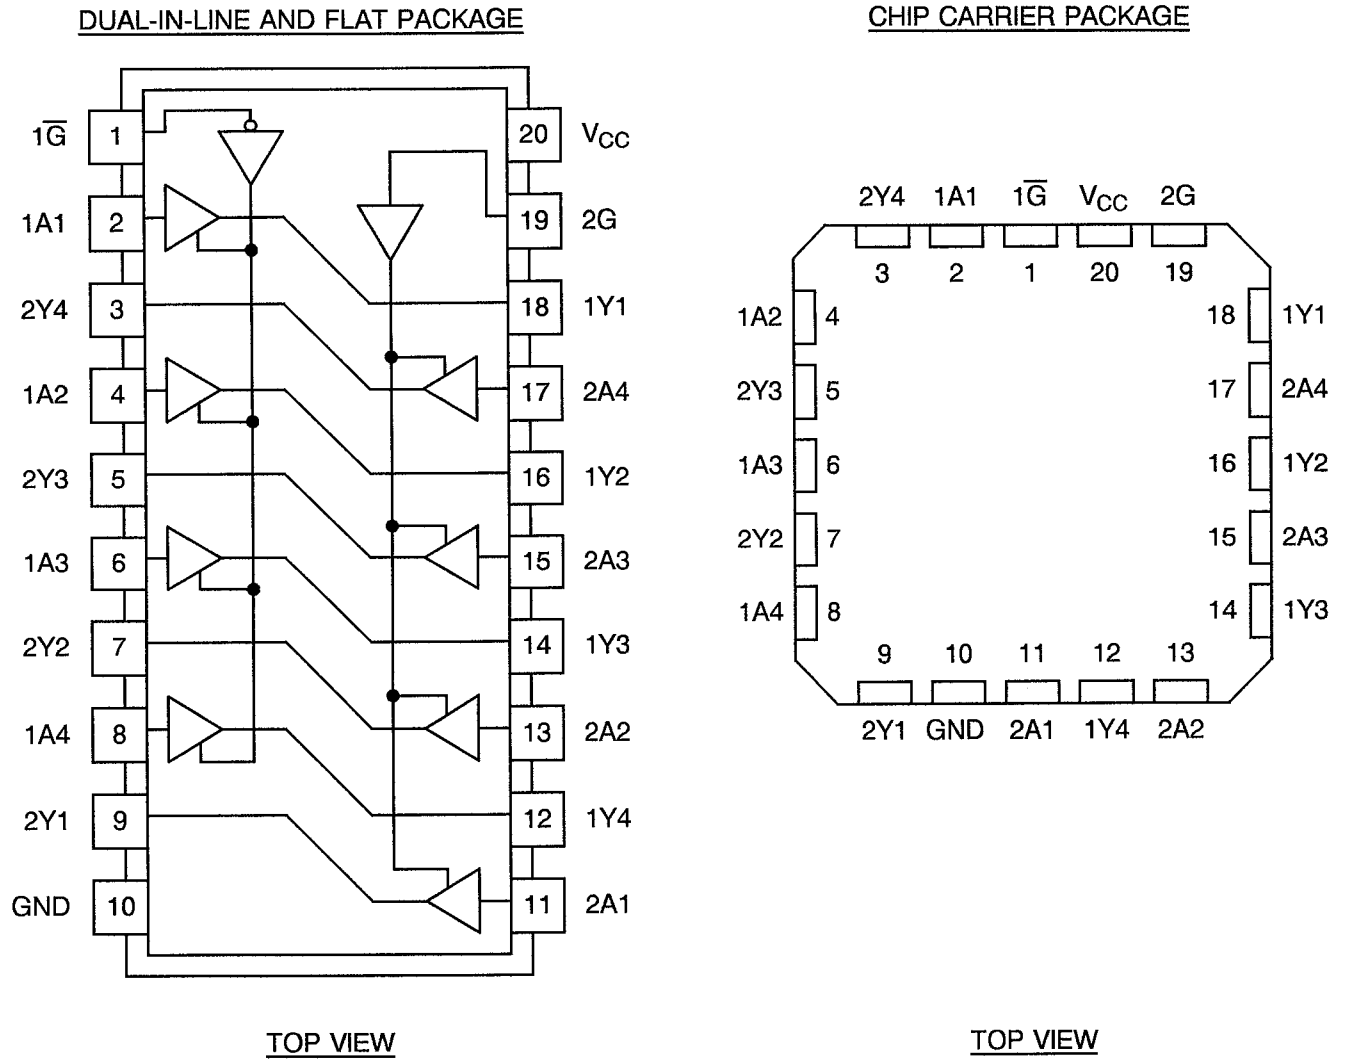 DUAL-IN-LINE AND FLAT PACKAGE
1G̅ 1 20 VCC
1A1 2 19 2G
2Y4 3 18 1Y1
1A2 4 17 2A4
2Y3 5 16 1Y2
1A3 6 15 2A3
2Y2 7 14 1Y3
1A4 8 13 2A2
2Y1 9 12 1Y4
GND 10 11 2A1
TOP VIEW
CHIP CARRIER PACKAGE
2Y4 1A1 1G̅ VCC 2G
3 2 1 20 19
1A2 4 18 1Y1
2Y3 5 17 2A4
1A3 6 16 1Y2
2Y2 7 15 2A3
1A4 8 14 1Y3
9 10 11 12 13
2Y1 GND 2A1 1Y4 2A2
TOP VIEW